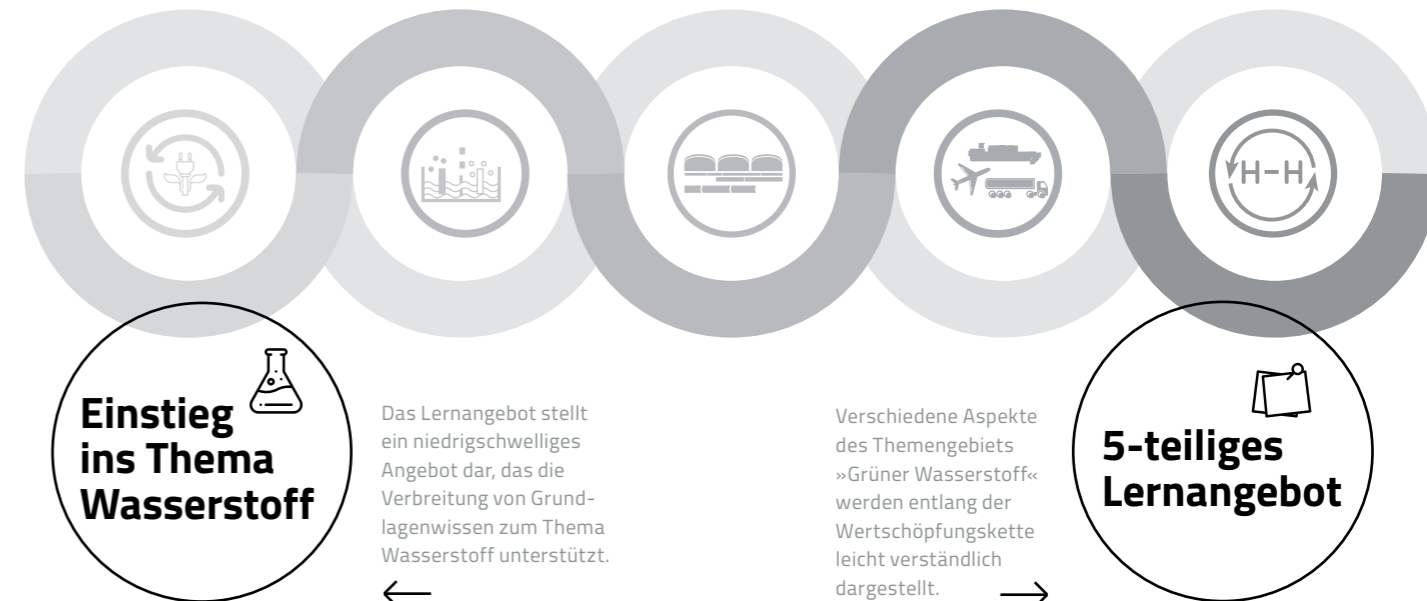 H–H
Einstieg
ins Thema
Wasserstoff
Das Lernangebot stellt
ein niedrigschwelliges
Angebot dar, das die
Verbreitung von Grund-
lagenwissen zum Thema
Wasserstoff unterstützt.
Verschiedene Aspekte
des Themengebiets
»Grüner Wasserstoff«
werden entlang der
Wertschöpfungskette
leicht verständlich
dargestellt.
5-teiliges
Lernangebot